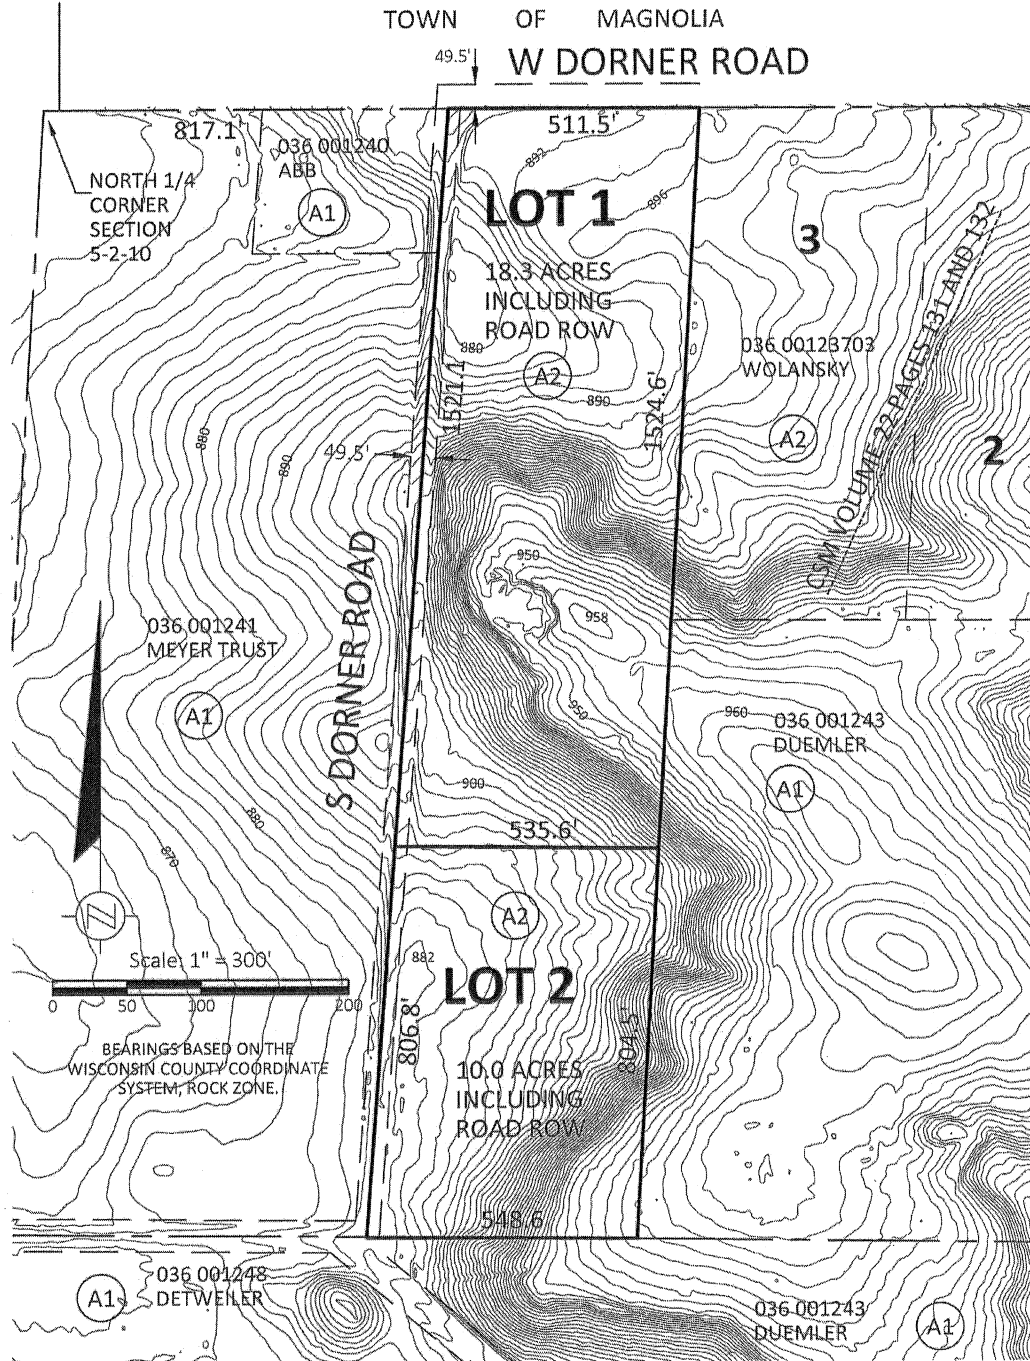 TOWN OF MAGNOLIA
49.5'
W DORNER ROAD
817.1'
511.5'
036 001240
ABB
A1
892
NORTH 1/4
CORNER
SECTION
5-2-10
896
LOT 1
3
18.3 ACRES
INCLUDING
ROAD ROW
CSM VOLUME 22 PAGES 131 AND 132
036 00123703
WOLANSKY
880
A2
890
1521.1
1524.6'
A2
2
880
890
49.5'
S DORNER ROAD
950
958
036 001241
MEYER TRUST
A1
950
960
036 001243
DUEMLER
A1
900
880
870
535.6'
A2
N
882
LOT 2
Scale: 1" = 300'
0 50 100 200
806.8'
804.5'
BEARINGS BASED ON THE
WISCONSIN COUNTY COORDINATE
SYSTEM, ROCK ZONE.
10.0 ACRES
INCLUDING
ROAD ROW
548.6
036 001248
DETWEILER
A1
036 001243
DUEMLER
A1